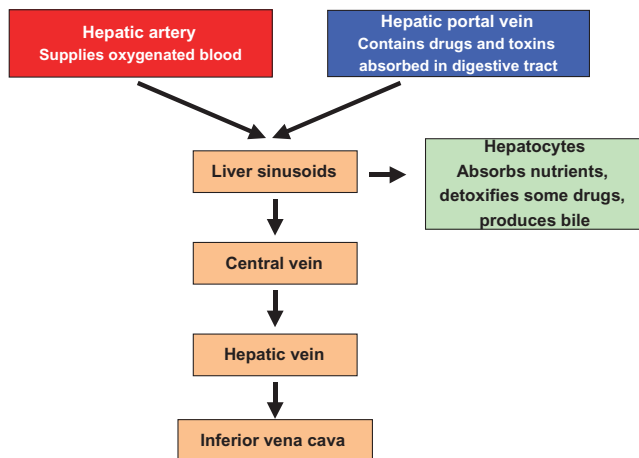 Hepatic artery
Supplies oxygenated blood
Hepatic portal vein
Contains drugs and toxins
absorbed in digestive tract
Liver sinusoids
Hepatocytes
Absorbs nutrients,
detoxifies some drugs,
produces bile
Central vein
Hepatic vein
Inferior vena cava